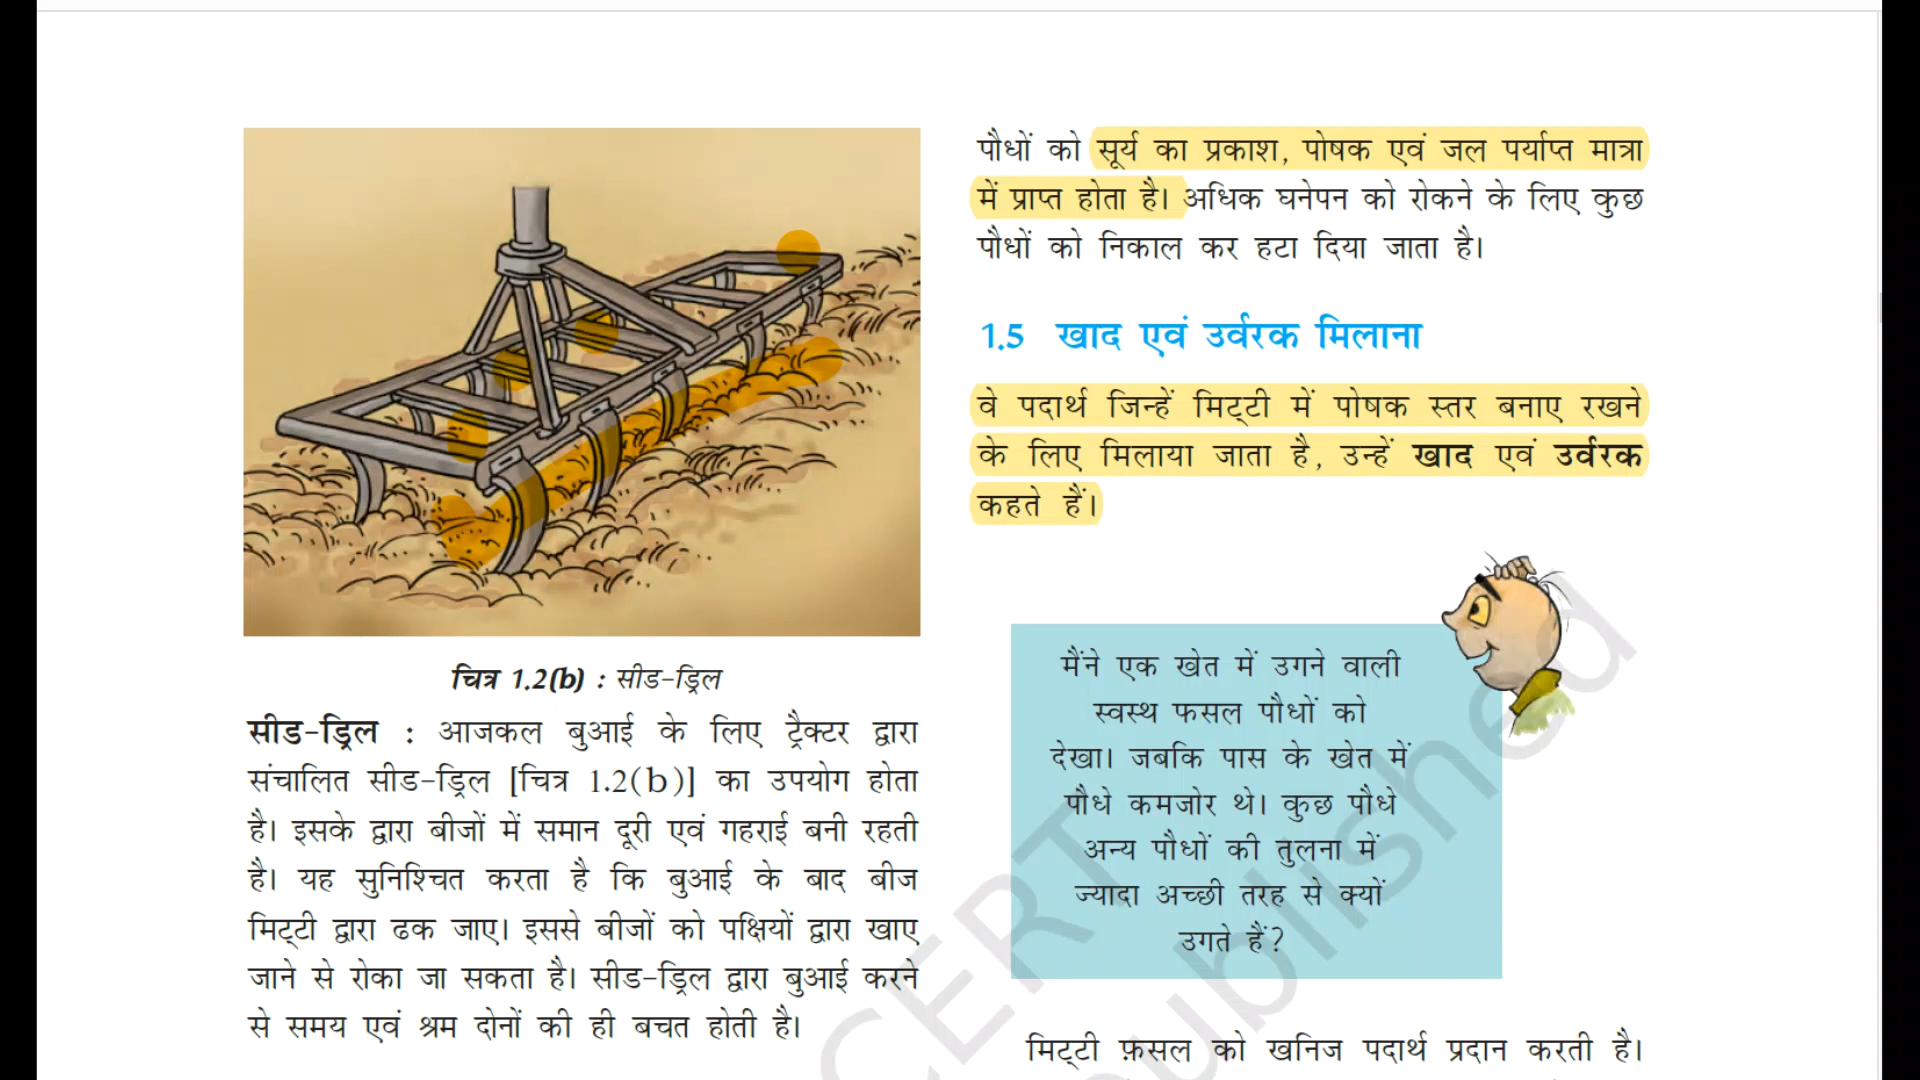 चित्र 1.2(b) : सीड-ड्रिल
सीड-ड्रिल : आजकल बुआई के लिए ट्रैक्टर द्वारा
संचालित सीड-ड्रिल [चित्र 1.2(b)] का उपयोग होता
है। इसके द्वारा बीजों में समान दूरी एवं गहराई बनी रहती
है। यह सुनिश्चित करता है कि बुआई के बाद बीज
मिट्टी द्वारा ढक जाए। इससे बीजों को पक्षियों द्वारा खाए
जाने से रोका जा सकता है। सीड-ड्रिल द्वारा बुआई करने
से समय एवं श्रम दोनों की ही बचत होती है।
पौधों को सूर्य का प्रकाश, पोषक एवं जल पर्याप्त मात्रा
में प्राप्त होता है। अधिक घनेपन को रोकने के लिए कुछ
पौधों को निकाल कर हटा दिया जाता है।
1.5 खाद एवं उर्वरक मिलाना
वे पदार्थ जिन्हें मिट्टी में पोषक स्तर बनाए रखने
के लिए मिलाया जाता है, उन्हें खाद एवं उर्वरक
कहते हैं।
मैंने एक खेत में उगने वाली
स्वस्थ फसल पौधों को
देखा। जबकि पास के खेत में
पौधे कमजोर थे। कुछ पौधे
अन्य पौधों की तुलना में
ज्यादा अच्छी तरह से क्यों
उगते हैं?
मिट्टी फ़सल को खनिज पदार्थ प्रदान करती है।